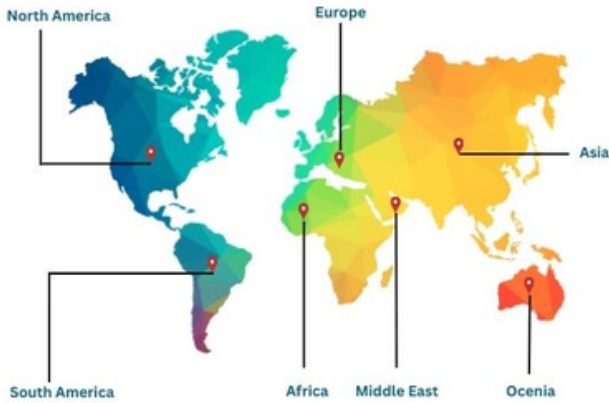 North America
Europe
Asia
South America
Africa
Middle East
Ocenia